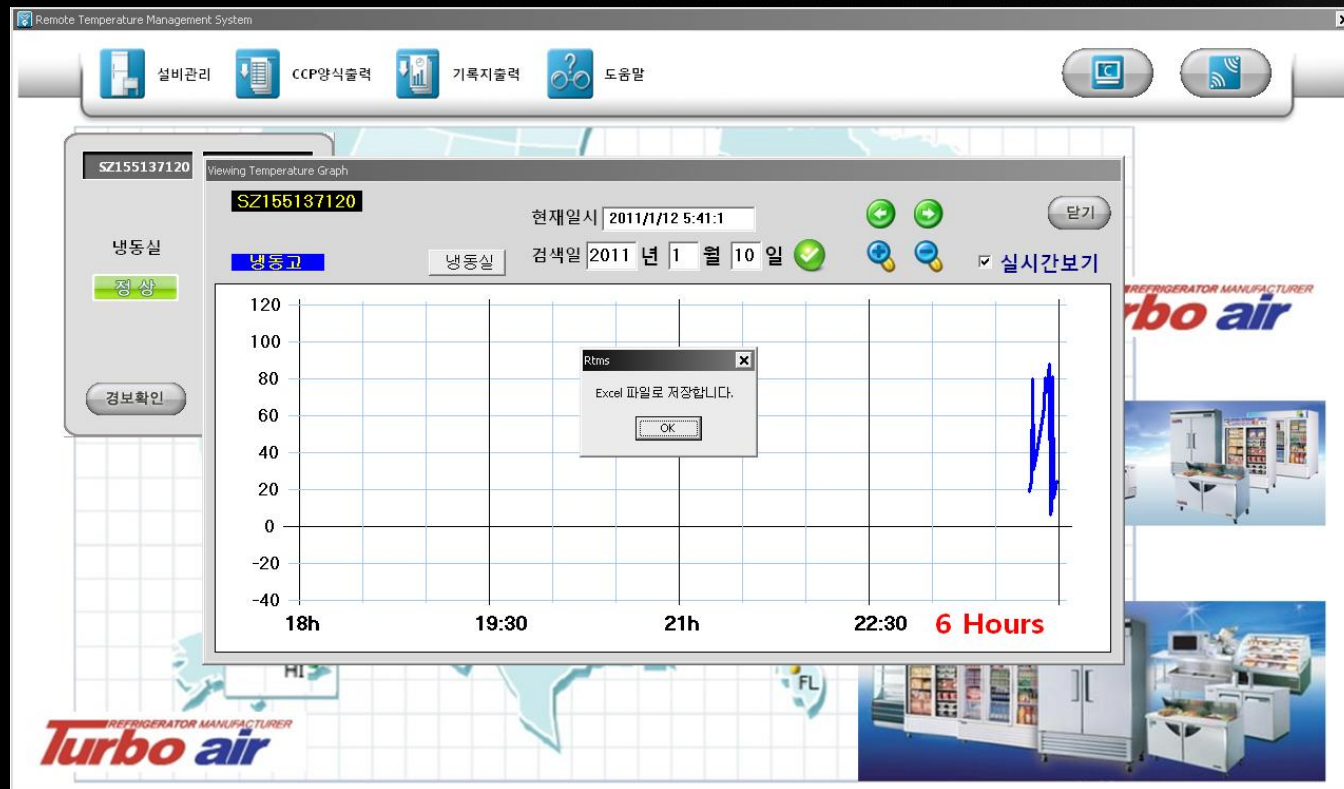 Remote Temperature Management System
설비관리
CCP양식출력
기록지출력
도움말
SZ155137120
냉동실
정 상
경보확인
Viewing Temperature Graph
SZ155137120
현재일시 2011/1/12 5:41:1
닫기
냉동고
냉동실
검색일 2011 년 1 월 10 일
실시간보기
120
100
80
60
40
20
0
-20
-40
18h
19:30
21h
22:30
6 Hours
Rtms
Excel 파일로 저장합니다.
OK
REFRIGERATOR MANUFACTURER
rbo air
HI
FL
REFRIGERATOR MANUFACTURER
Turbo air